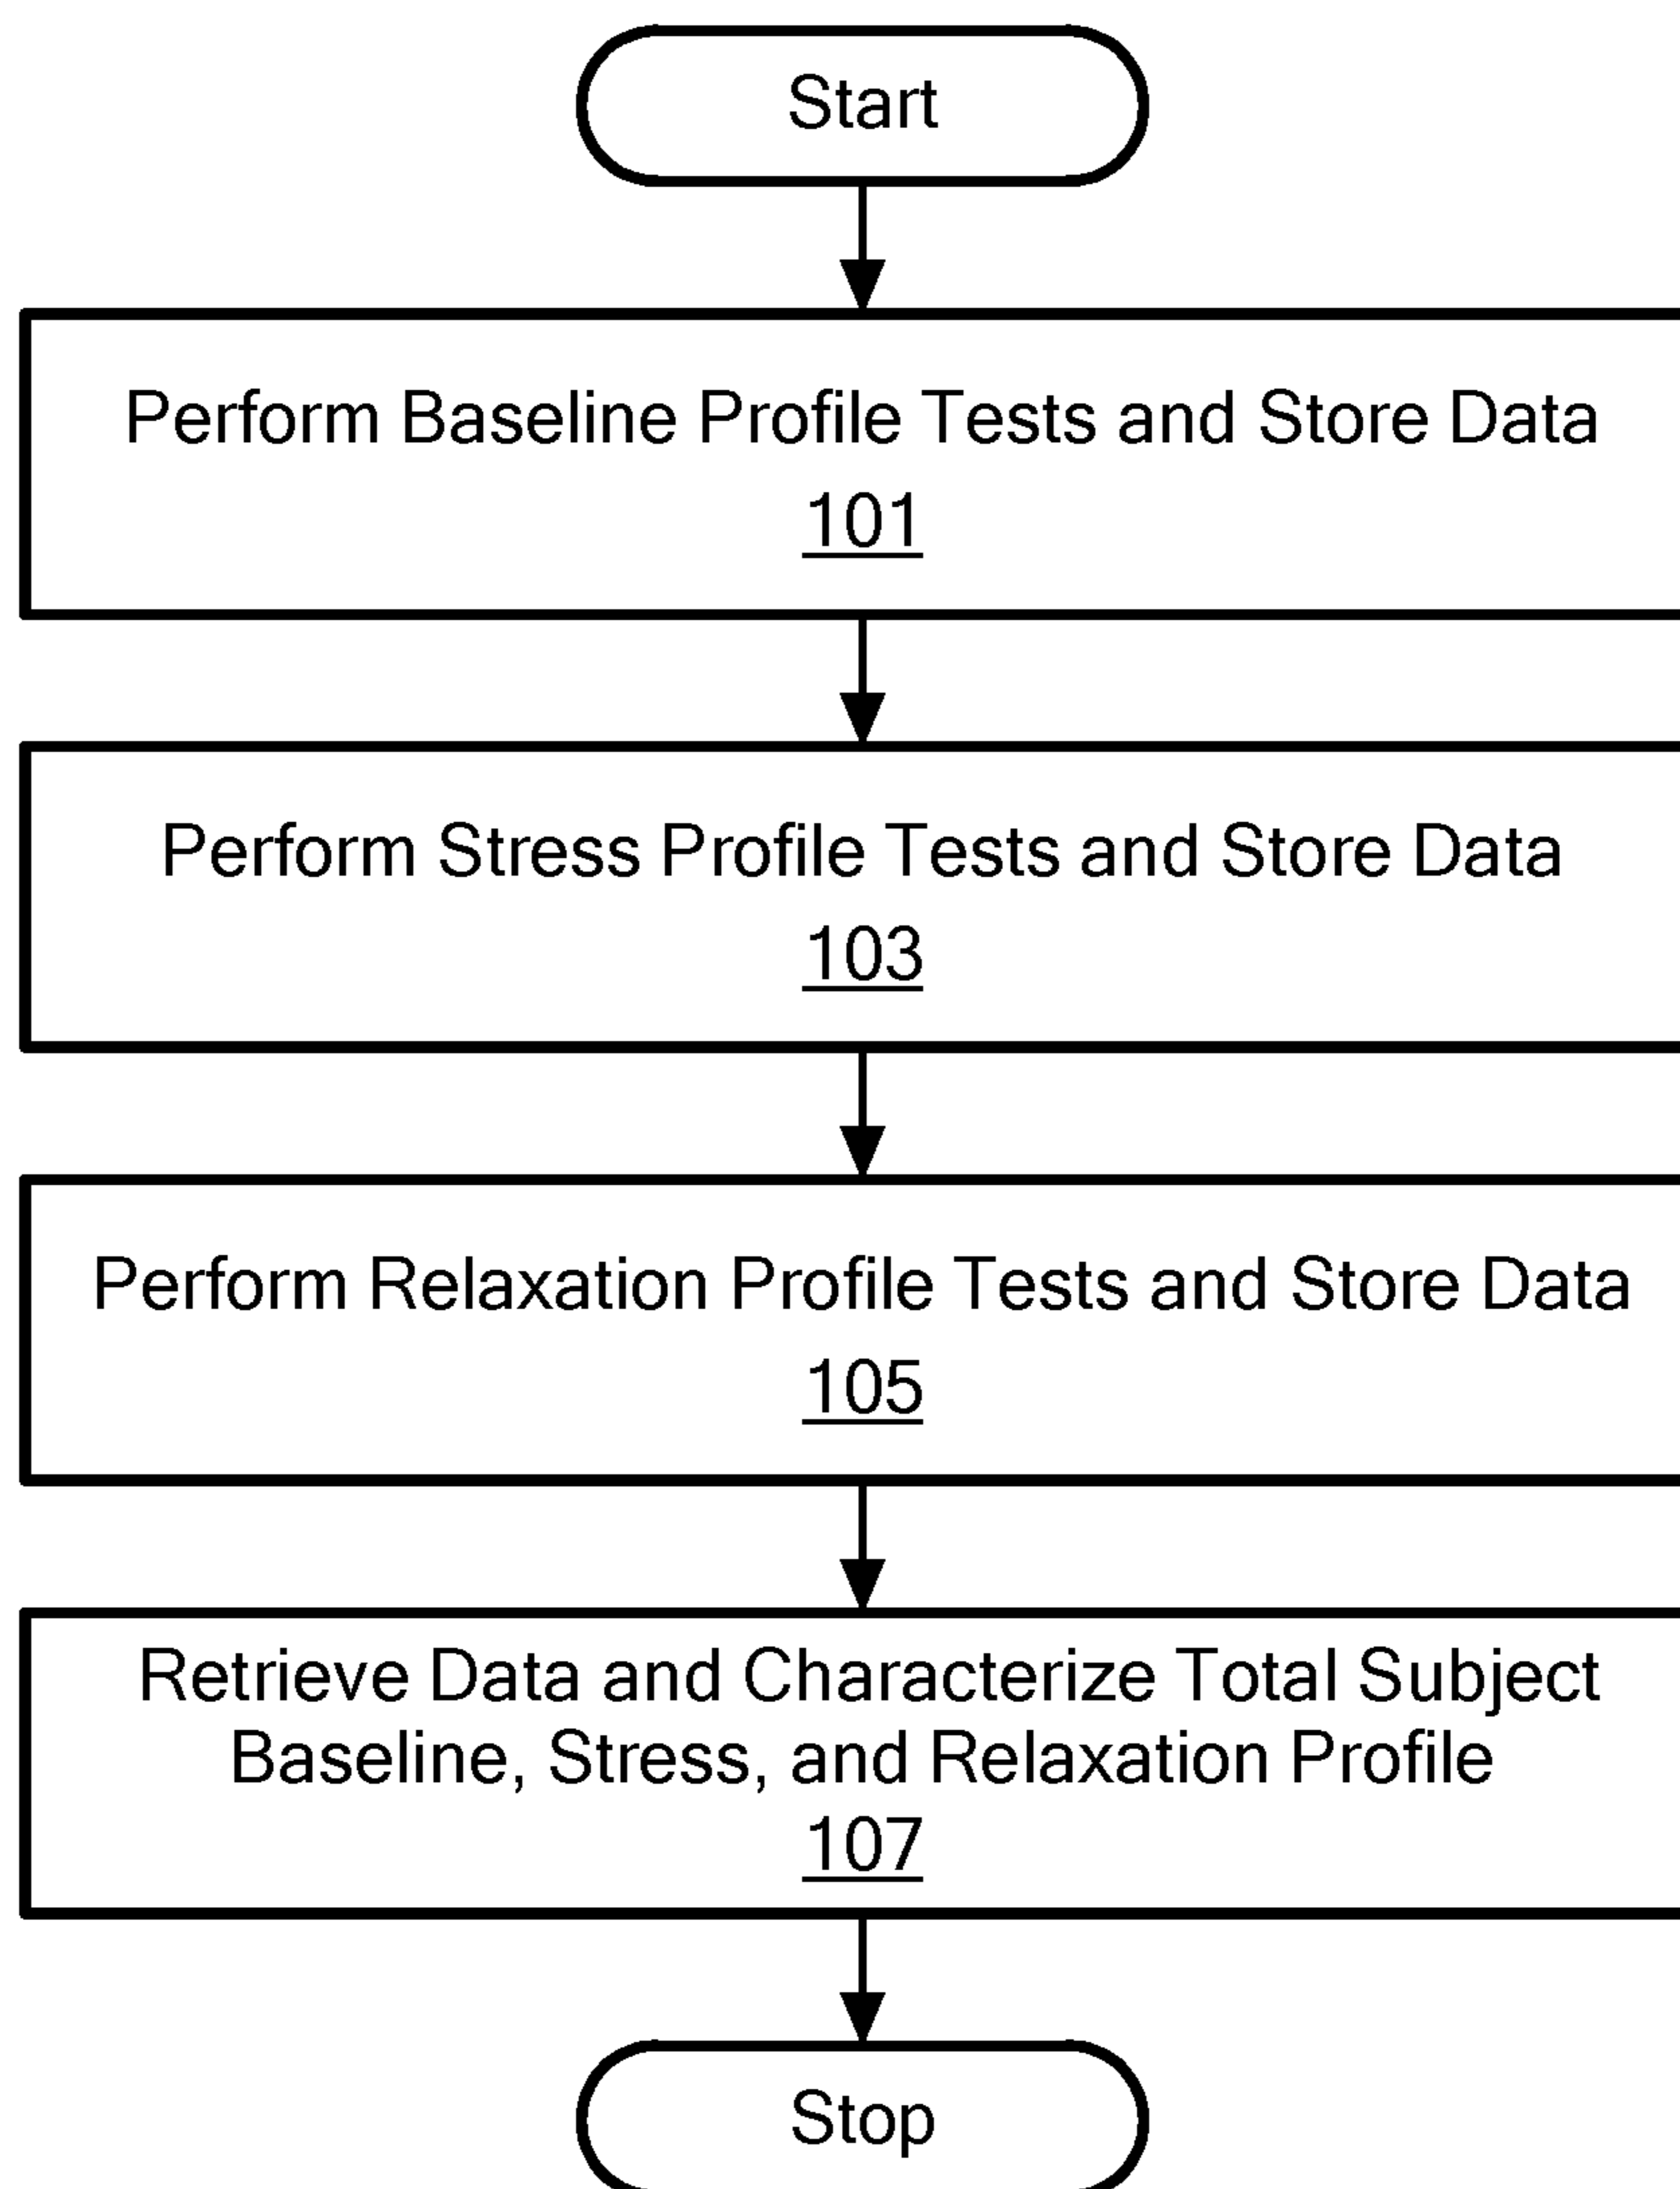 Start
Perform Baseline Profile Tests and Store Data
101
Perform Stress Profile Tests and Store Data
103
Perform Relaxation Profile Tests and Store Data
105
Retrieve Data and Characterize Total Subject
Baseline, Stress, and Relaxation Profile
107
Stop